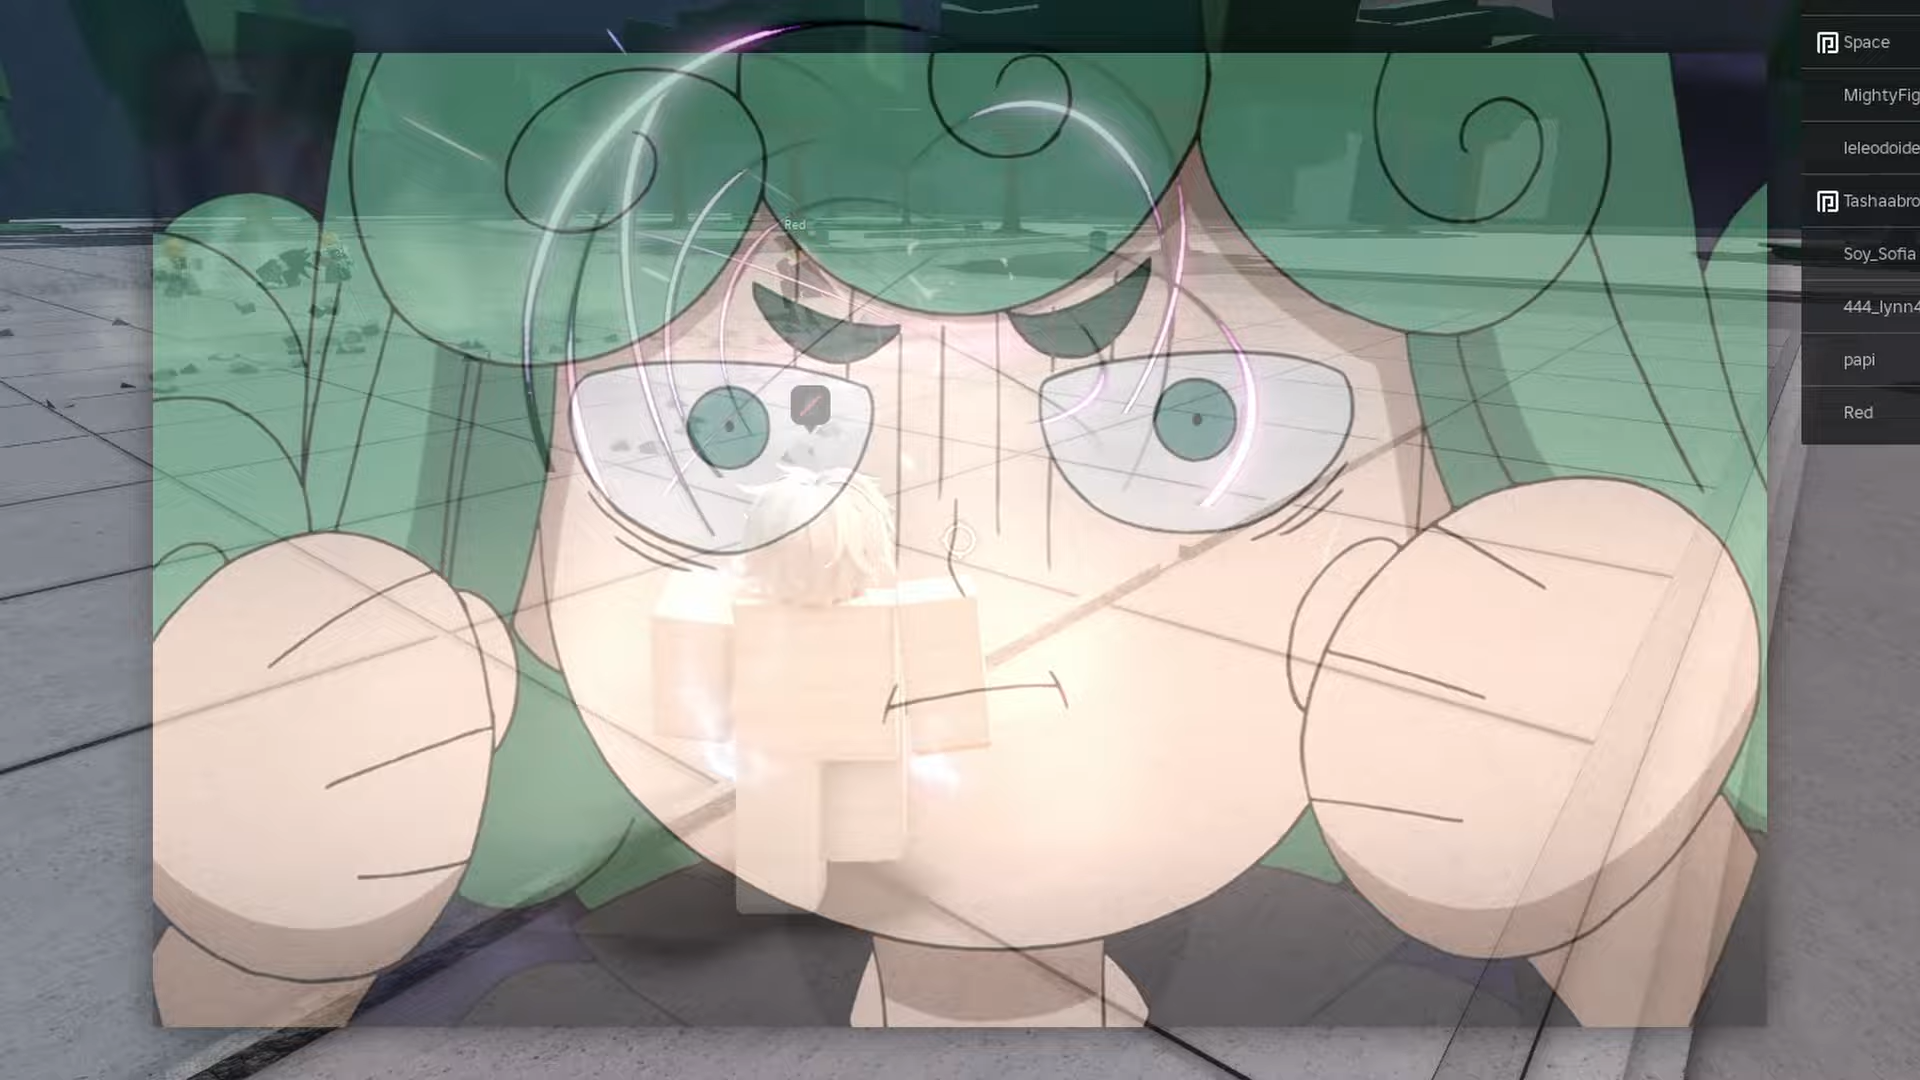 Space
MightyFig
leleodoide
Tashaabro
Soy_Sofia
444_lynn4
papi
Red
Red